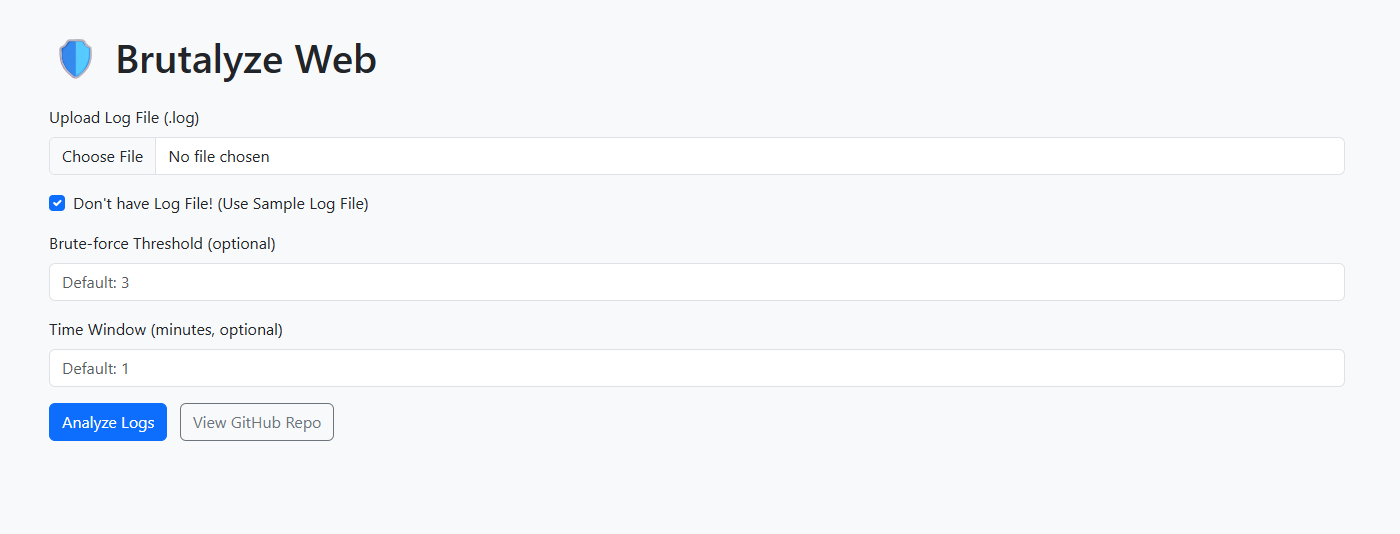 Brutalyze Web
Upload Log File (.log)
Choose File No file chosen
Don't have Log File! (Use Sample Log File)
Brute-force Threshold (optional)
Default: 3
Time Window (minutes, optional)
Default: 1
Analyze Logs View GitHub Repo